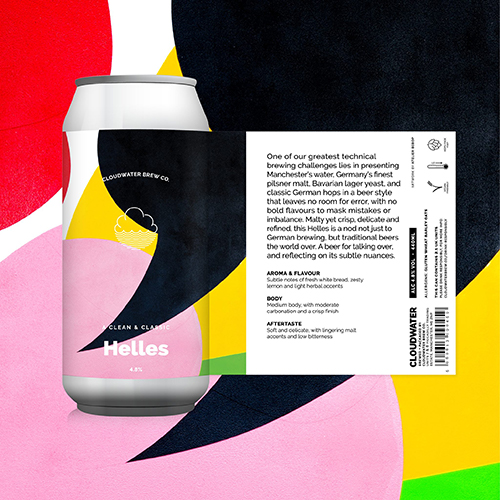 CLOUDWATER BREW CO.
A CLEAN & CLASSIC
Helles
4.8%
One of our greatest technical
brewing challenges lies in presenting
Manchester's water, Germany's finest
pilsner malt, Bavarian lager yeast, and
classic German hops in a beer style
that leaves no room for error, with no
bold flavours to mask mistakes or
imbalance. Malty yet crisp, delicate and
refined, this Helles is a nod not just to
German brewing, but traditional beers
the world over. A beer for talking over,
and reflecting on its subtle nuances.
AROMA & FLAVOUR
Subtle notes of fresh white bread, zesty
lemon and light herbal accents
BODY
Medium body, with moderate
carbonation and a crisp finish
AFTERTASTE
Soft and delicate, with lingering malt
accents and low bitterness
ALC 4.8% VOL · 440ML
CLOUDWATER